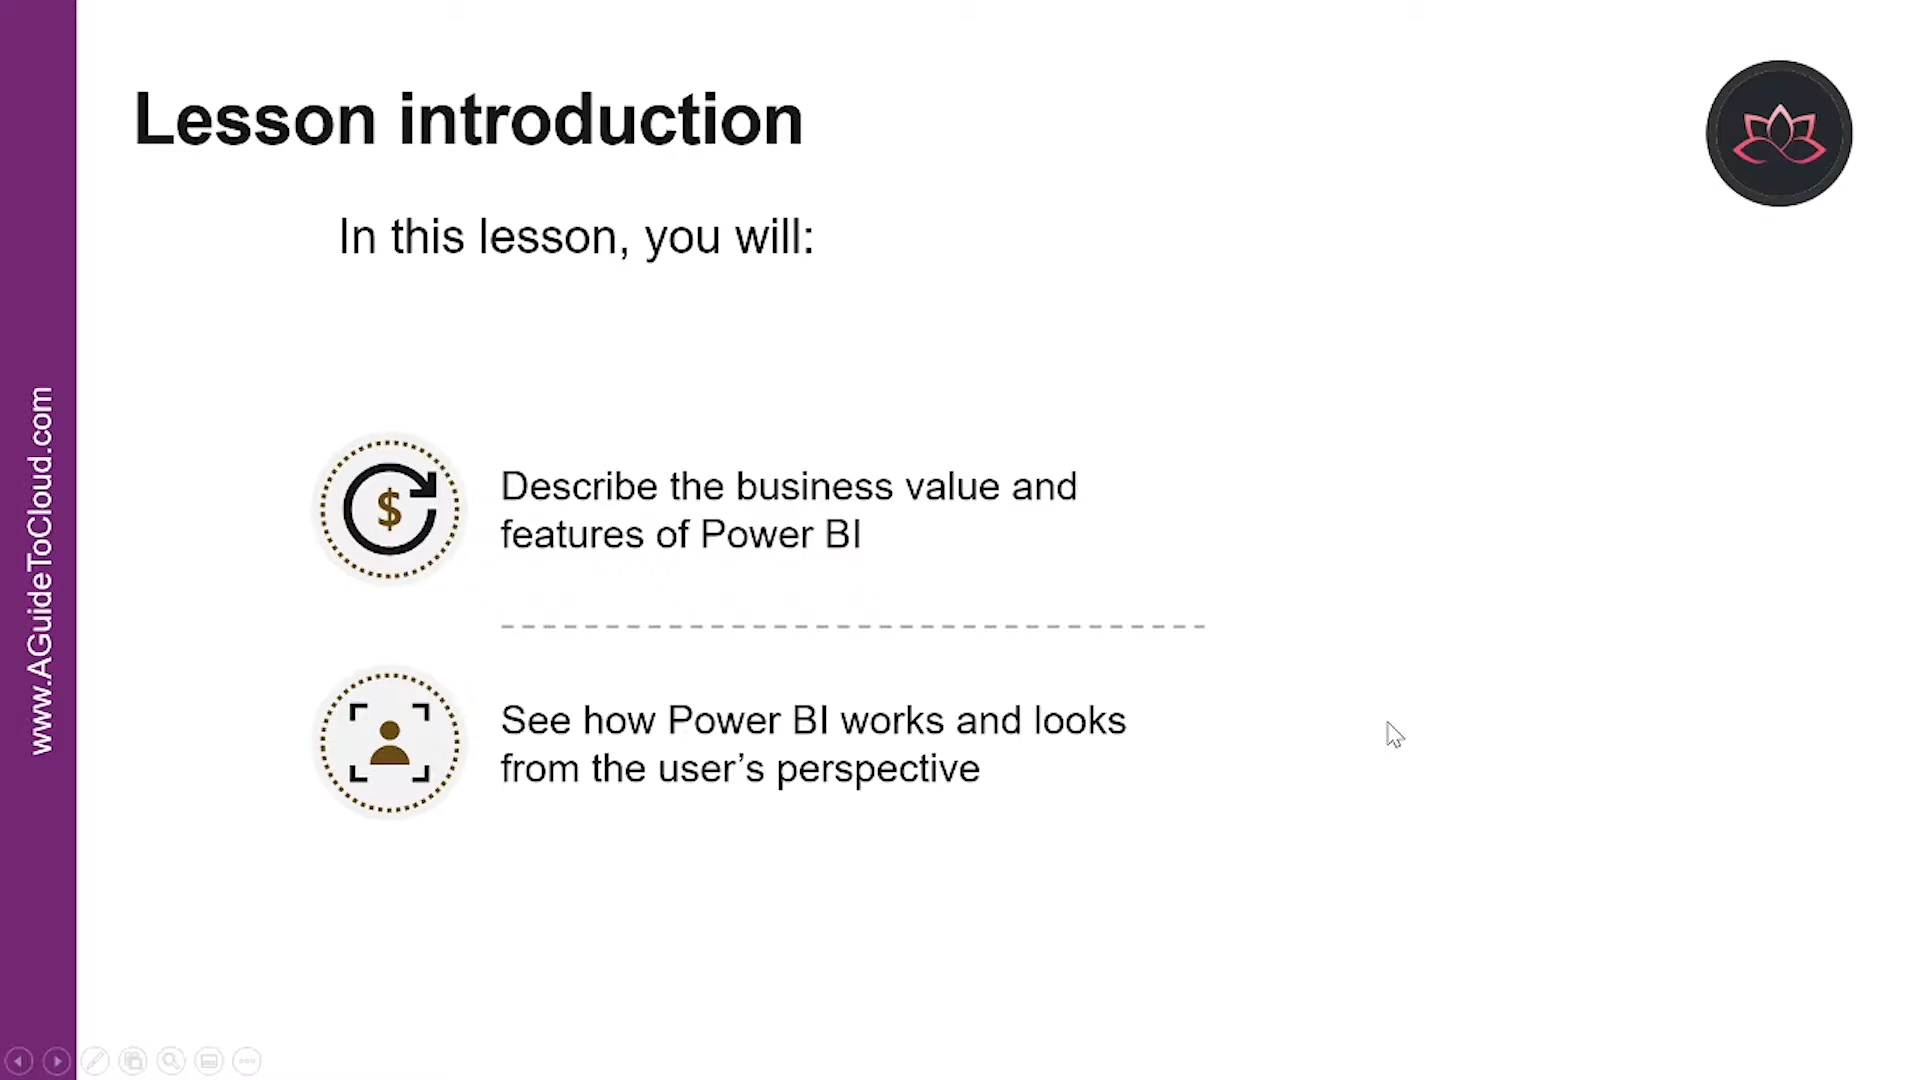 Lesson introduction
In this lesson, you will:
$
Describe the business value and
features of Power BI
See how Power BI works and looks
from the user’s perspective
www.AGuideToCloud.com